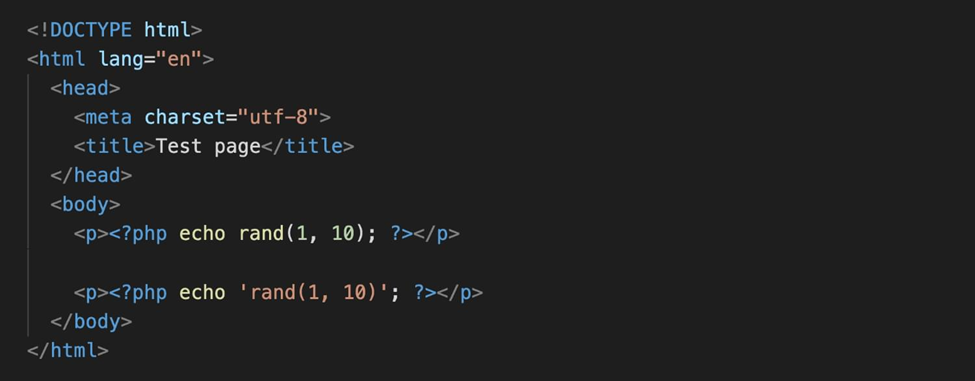 <!DOCTYPE html>
<html lang="en">
<head>
<meta charset="utf-8">
<title>Test page</title>
</head>
<body>
<p><?php echo rand(1, 10); ?></p>
<p><?php echo 'rand(1, 10)'; ?></p>
</body>
</html>